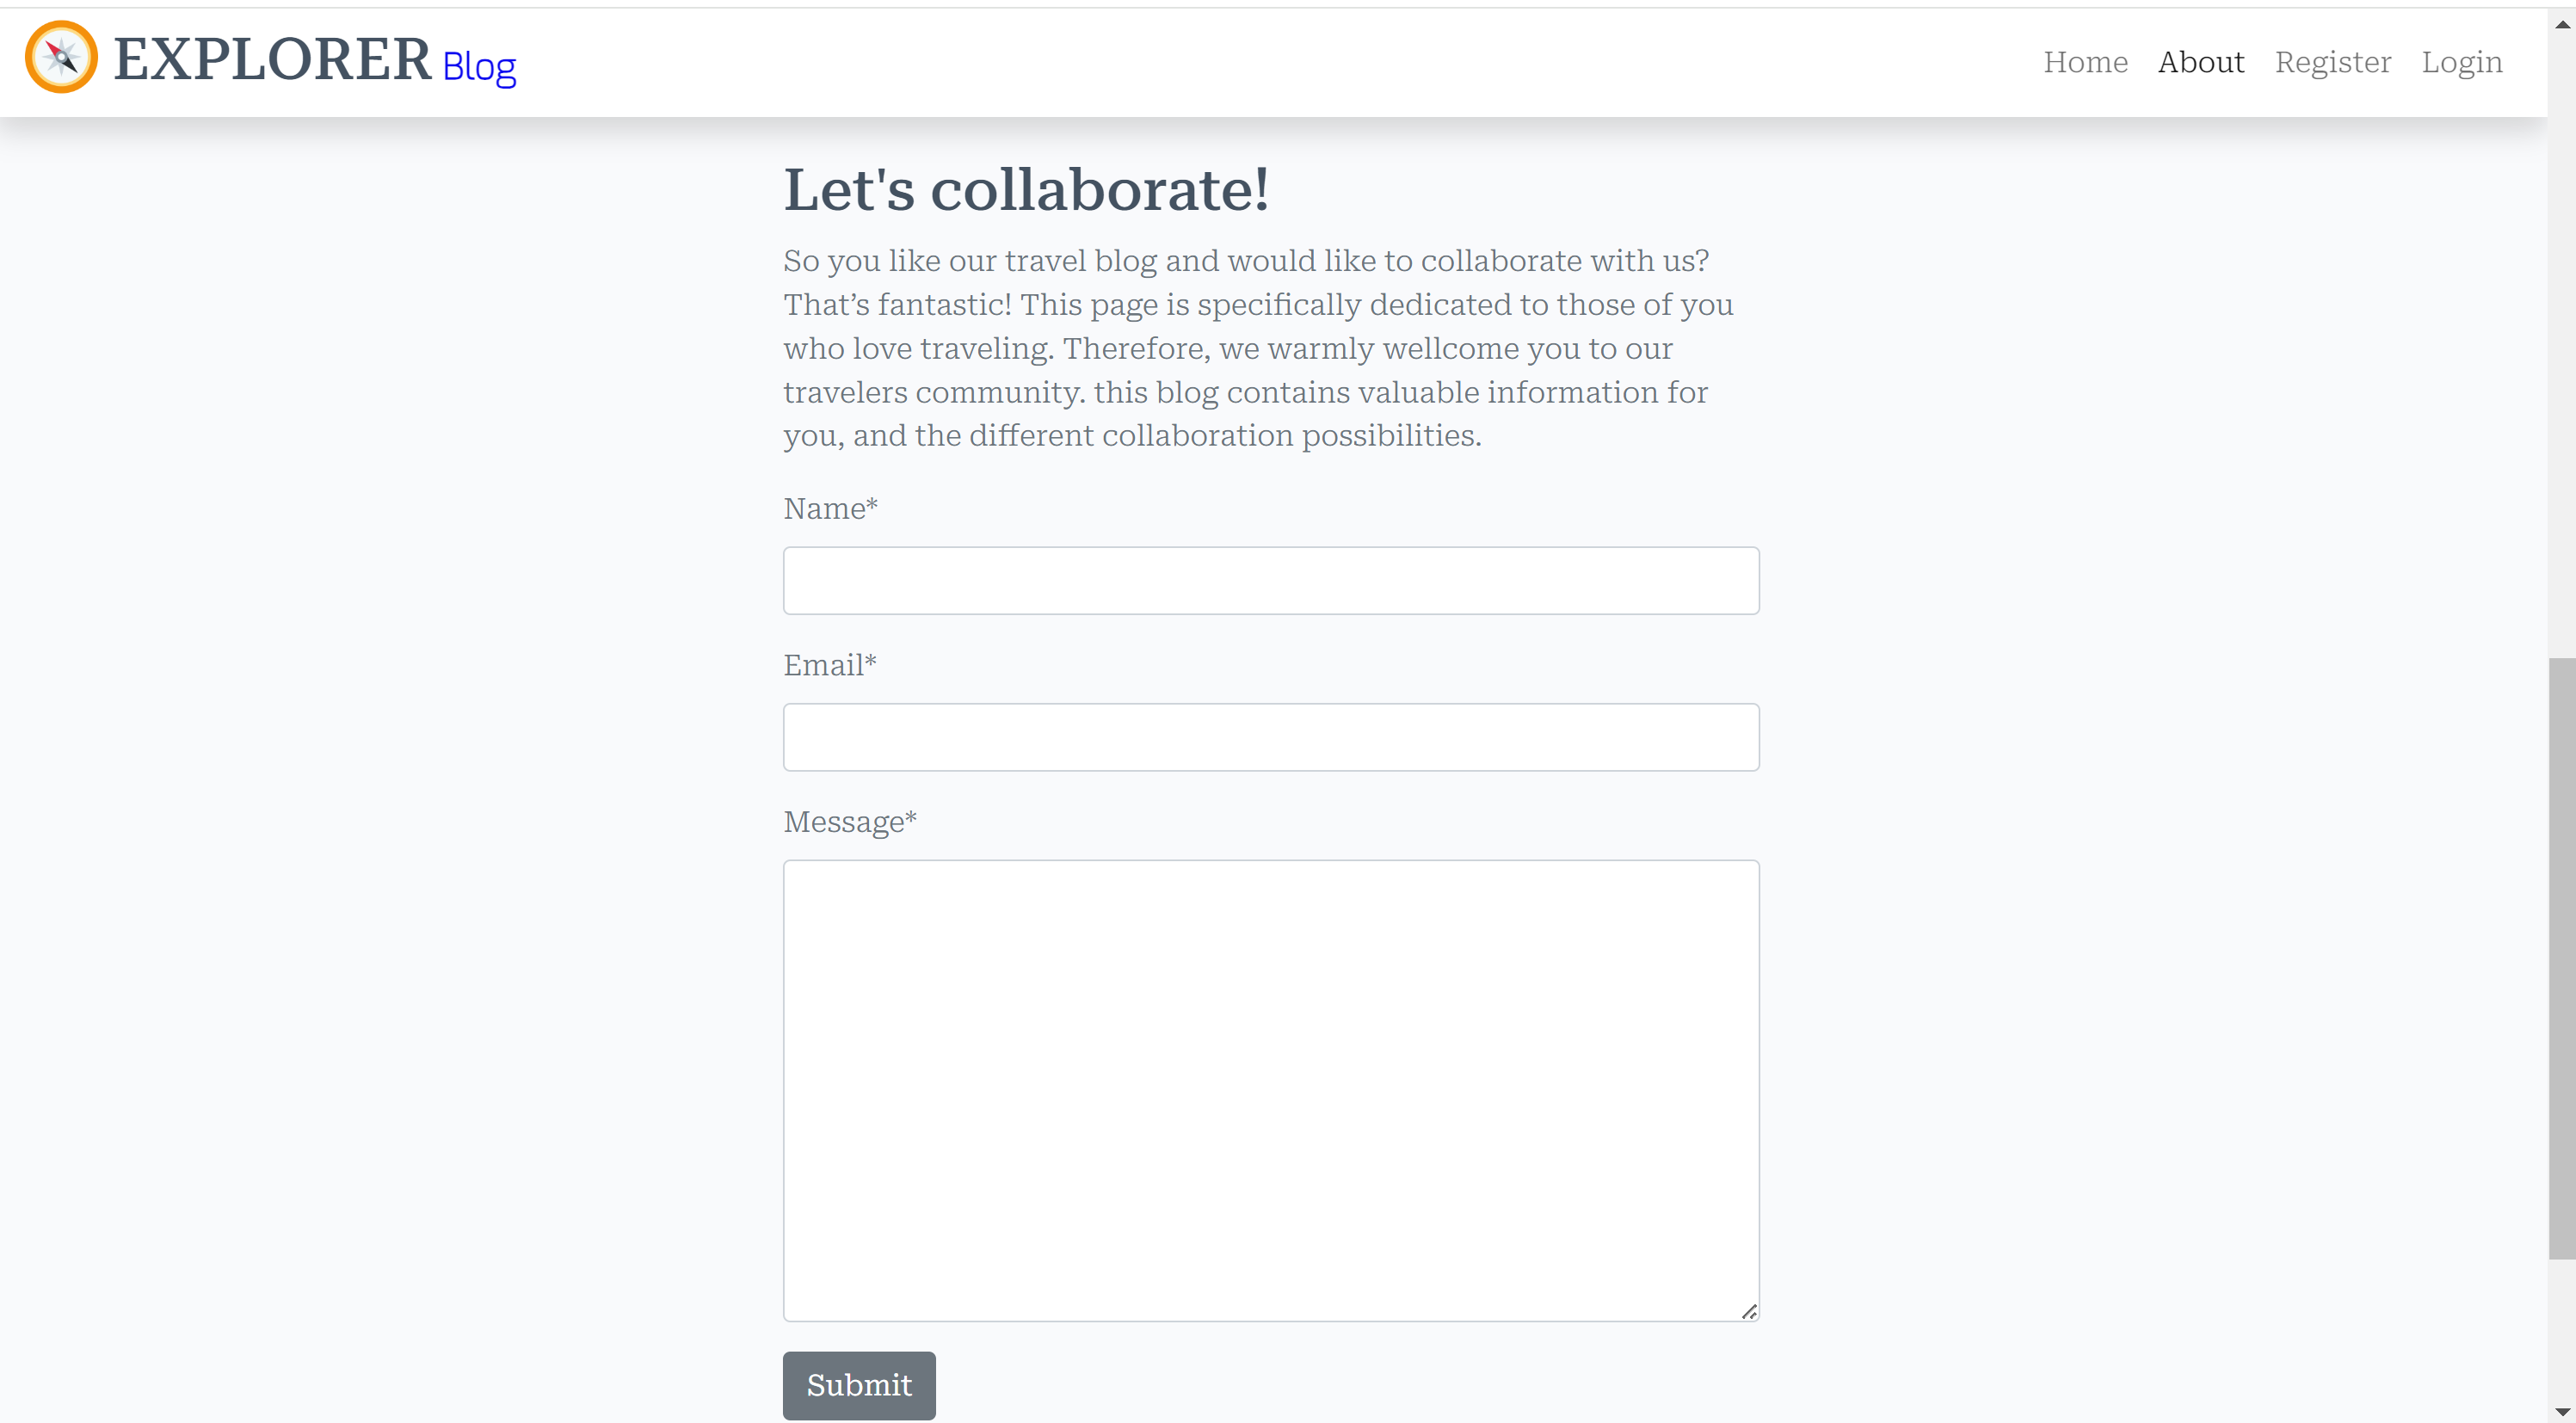 EXPLORER Blog
Home About Register Login
Let's collaborate!
So you like our travel blog and would like to collaborate with us?
That’s fantastic! This page is specifically dedicated to those of you
who love traveling. Therefore, we warmly wellcome you to our
travelers community. this blog contains valuable information for
you, and the different collaboration possibilities.
Name*
Email*
Message*
Submit